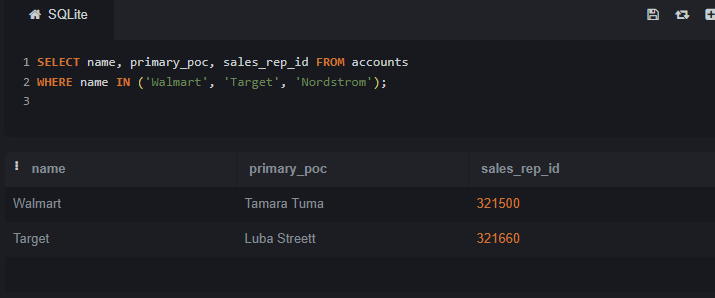 SQLite
1 SELECT name, primary_poc, sales_rep_id FROM accounts
2 WHERE name IN ('Walmart', 'Target', 'Nordstrom');
3
name primary_poc sales_rep_id
Walmart Tamara Tuma 321500
Target Luba Streett 321660